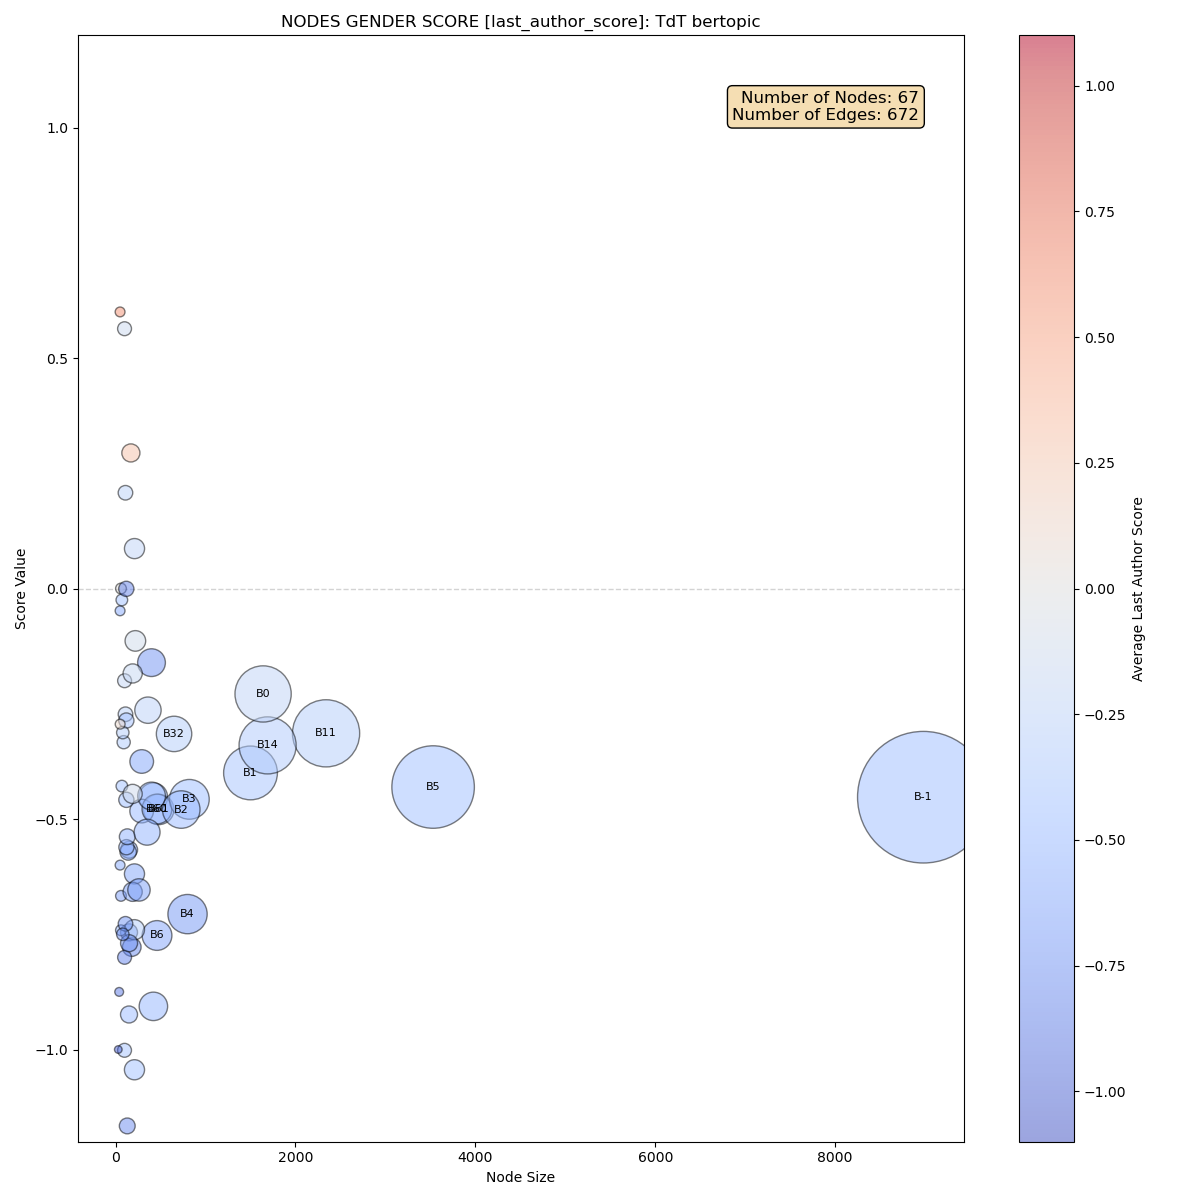 NODES GENDER SCORE [last_author_score]: TdT bertopic
Number of Nodes: 67
Number of Edges: 672
1.0
0.5
0.0
−0.5
−1.0
Score Value
B0
B32
B11
B14
B1
B5
B-1
B3
B2
B4
B6
0
2000
4000
6000
8000
Node Size
1.00
0.75
0.50
0.25
0.00
−0.25
−0.50
−0.75
−1.00
Average Last Author Score